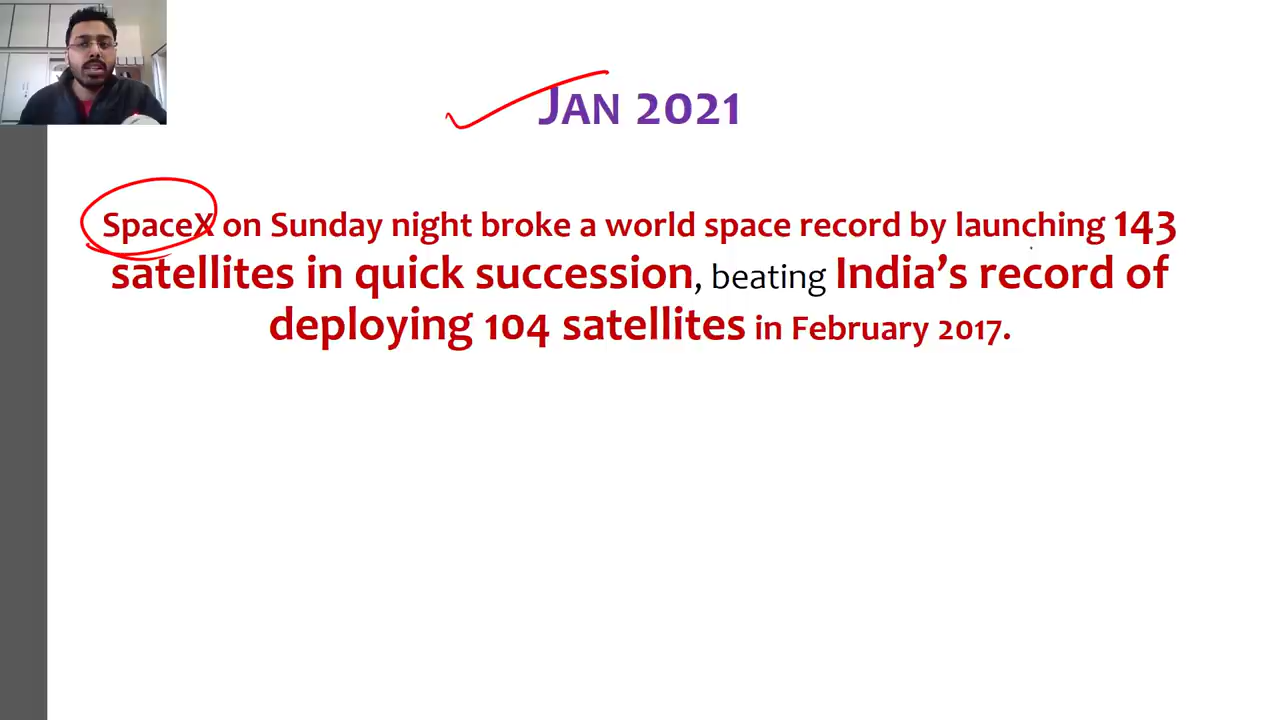 JAN 2021
SpaceX on Sunday night broke a world space record by launching 143
satellites in quick succession, beating India’s record of
deploying 104 satellites in February 2017.